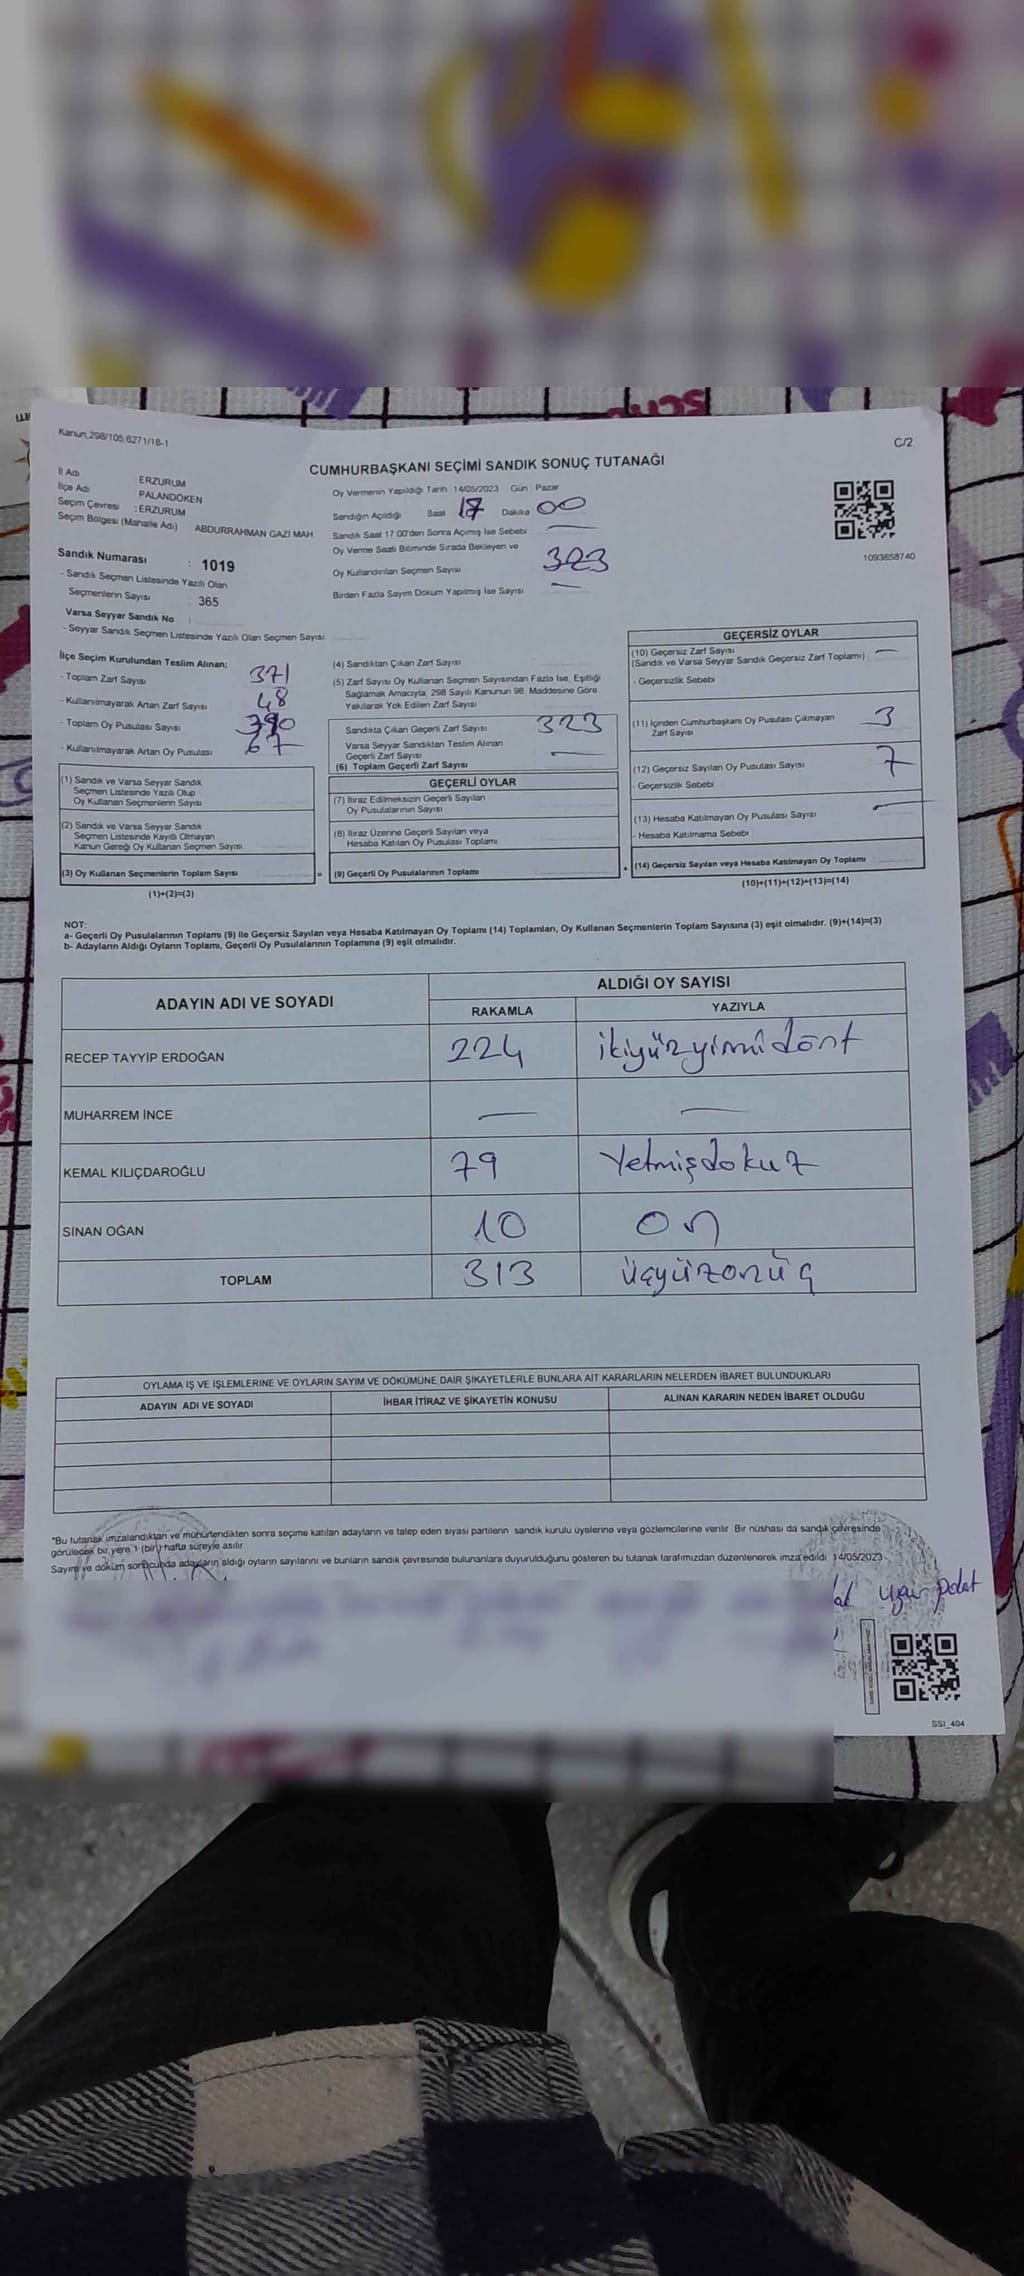 Kanun,298/105,6271/18-1
C/2
CUMHURBAŞKANI SEÇİMİ SANDIK SONUÇ TUTANAĞI
İl Adı ERZURUM
İlçe Adı PALANDÖKEN
Seçim Çevresi : ERZURUM
Seçim Bölgesi (Mahalle Adı) ABDURRAHMAN GAZİ MAH
Sandık Numarası : 1019
- Sandık Seçmen Listesinde Yazılı Olan
Seçmenlerin Sayısı : 365
Varsa Seyyar Sandık No :
- Seyyar Sandık Seçmen Listesinde Yazılı Olan Seçmen Sayısı
Oy Vermenin Yapıldığı Tarih 14/05/2023 Gün : Pazar
Sandığın Açıldığı Saat 17 Dakika 00
Sandık Saat 17:00'den Sonra Açılmış İse Sebebi
Oy Verme Saati Bitiminde Sırada Bekleyen ve
Oy Kullandırılan Seçmen Sayısı 323
Birden Fazla Sayım Döküm Yapılmış İse Sayısı —
1093658740
İlçe Seçim Kurulundan Teslim Alınan;
- Toplam Zarf Sayısı 371
- Kullanılmayarak Artan Zarf Sayısı 48
- Toplam Oy Pusulası Sayısı 390
- Kullanılmayarak Artan Oy Pusulası 67
(1) Sandık ve Varsa Seyyar Sandık
Seçmen Listesinde Yazılı Olup
Oy Kullanan Seçmenlerin Sayısı
(2) Sandık ve Varsa Seyyar Sandık
Seçmen Listesinde Kayıtlı Olmayan
Kanun Gereği Oy Kullanan Seçmen Sayısı
(3) Oy Kullanan Seçmenlerin Toplam Sayısı
(1)+(2)=(3)
(4) Sandıktan Çıkan Zarf Sayısı
(5) Zarf Sayısı Oy Kullanan Seçmen Sayısından Fazla İse, Eşitliği
Sağlamak Amacıyla, 298 Sayılı Kanunun 98. Maddesine Göre
Yakılarak Yok Edilen Zarf Sayısı
Sandıkta Çıkan Geçerli Zarf Sayısı 323
Varsa Seyyar Sandıktan Teslim Alınan
Geçerli Zarf Sayısı —
(6) Toplam Geçerli Zarf Sayısı
GEÇERLİ OYLAR
(7) İtiraz Edilmeksizin Geçerli Sayılan
Oy Pusulalarının Sayısı
(8) İtiraz Üzerine Geçerli Sayılan veya
Hesaba Katılan Oy Pusulası Toplamı
= (9) Geçerli Oy Pusulalarının Toplamı +
GEÇERSİZ OYLAR
(10) Geçersiz Zarf Sayısı —
(Sandık ve Varsa Seyyar Sandık Geçersiz Zarf Toplamı)
- Geçersizlik Sebebi
(11) İçinden Cumhurbaşkanı Oy Pusulası Çıkmayan 3
Zarf Sayısı
(12) Geçersiz Sayılan Oy Pusulası Sayısı 7
- Geçersizlik Sebebi
(13) Hesaba Katılmayan Oy Pusulası Sayısı —
- Hesaba Katılmama Sebebi
(14) Geçersiz Sayılan veya Hesaba Katılmayan Oy Toplamı
(10)+(11)+(12)+(13)=(14)
NOT:
a- Geçerli Oy Pusulalarının Toplamı (9) ile Geçersiz Sayılan veya Hesaba Katılmayan Oy Toplamı (14) Toplamları, Oy Kullanan Seçmenlerin Toplam Sayısına (3) eşit olmalıdır. (9)+(14)=(3)
b- Adayların Aldığı Oyların Toplamı, Geçerli Oy Pusulalarının Toplamına (9) eşit olmalıdır.
ADAYIN ADI VE SOYADI ALDIĞI OY SAYISI
RAKAMLA YAZIYLA
RECEP TAYYİP ERDOĞAN 224 ikiyüzyirmidört
MUHARREM İNCE — —
KEMAL KILIÇDAROĞLU 79 Yetmişdokuz
SİNAN OĞAN 10 on
TOPLAM 313 üçyüzonüç
OYLAMA İŞ VE İŞLEMLERİNE VE OYLARIN SAYIM VE DÖKÜMÜNE DAİR ŞİKAYETLERLE BUNLARA AİT KARARLARIN NELERDEN İBARET BULUNDUKLARI
ADAYIN ADI VE SOYADI İHBAR İTİRAZ VE ŞİKAYETİN KONUSU ALINAN KARARIN NEDEN İBARET OLDUĞU
*Bu tutanak imzalandıktan ve mühürlendikten sonra seçime katılan adayların ve talep eden siyasi partilerin sandık kurulu üyelerine veya gözlemcilerine verilir. Bir nüshası da sandık çevresinde
görülecek bir yere 1 (bir) hafta süreyle asılır.
Sayım ve döküm sonucunda adayların aldığı oyların sayılarını ve bunların sandık çevresinde bulunanlara duyurulduğunu gösteren bu tutanak tarafımızdan düzenlenerek imza edildi. 14/05/2023
Uğur Polat
SSI_404